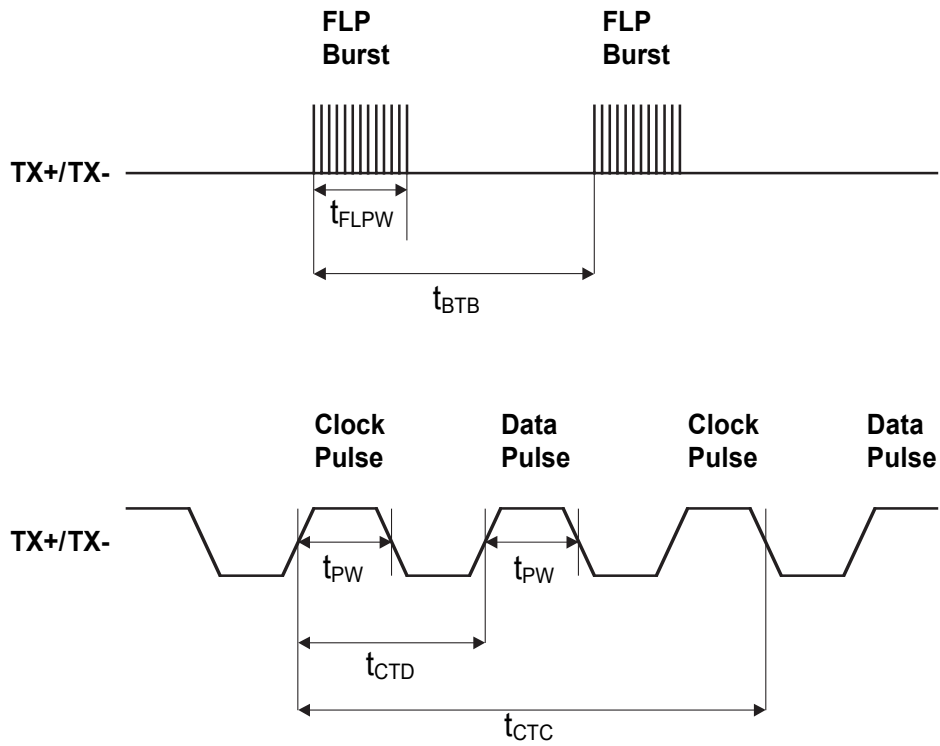 FLP
Burst
FLP
Burst
TX+/TX-
tFLPW
tBTB
Clock
Pulse
Data
Pulse
Clock
Pulse
Data
Pulse
TX+/TX-
tPW
tPW
tCTD
tCTC